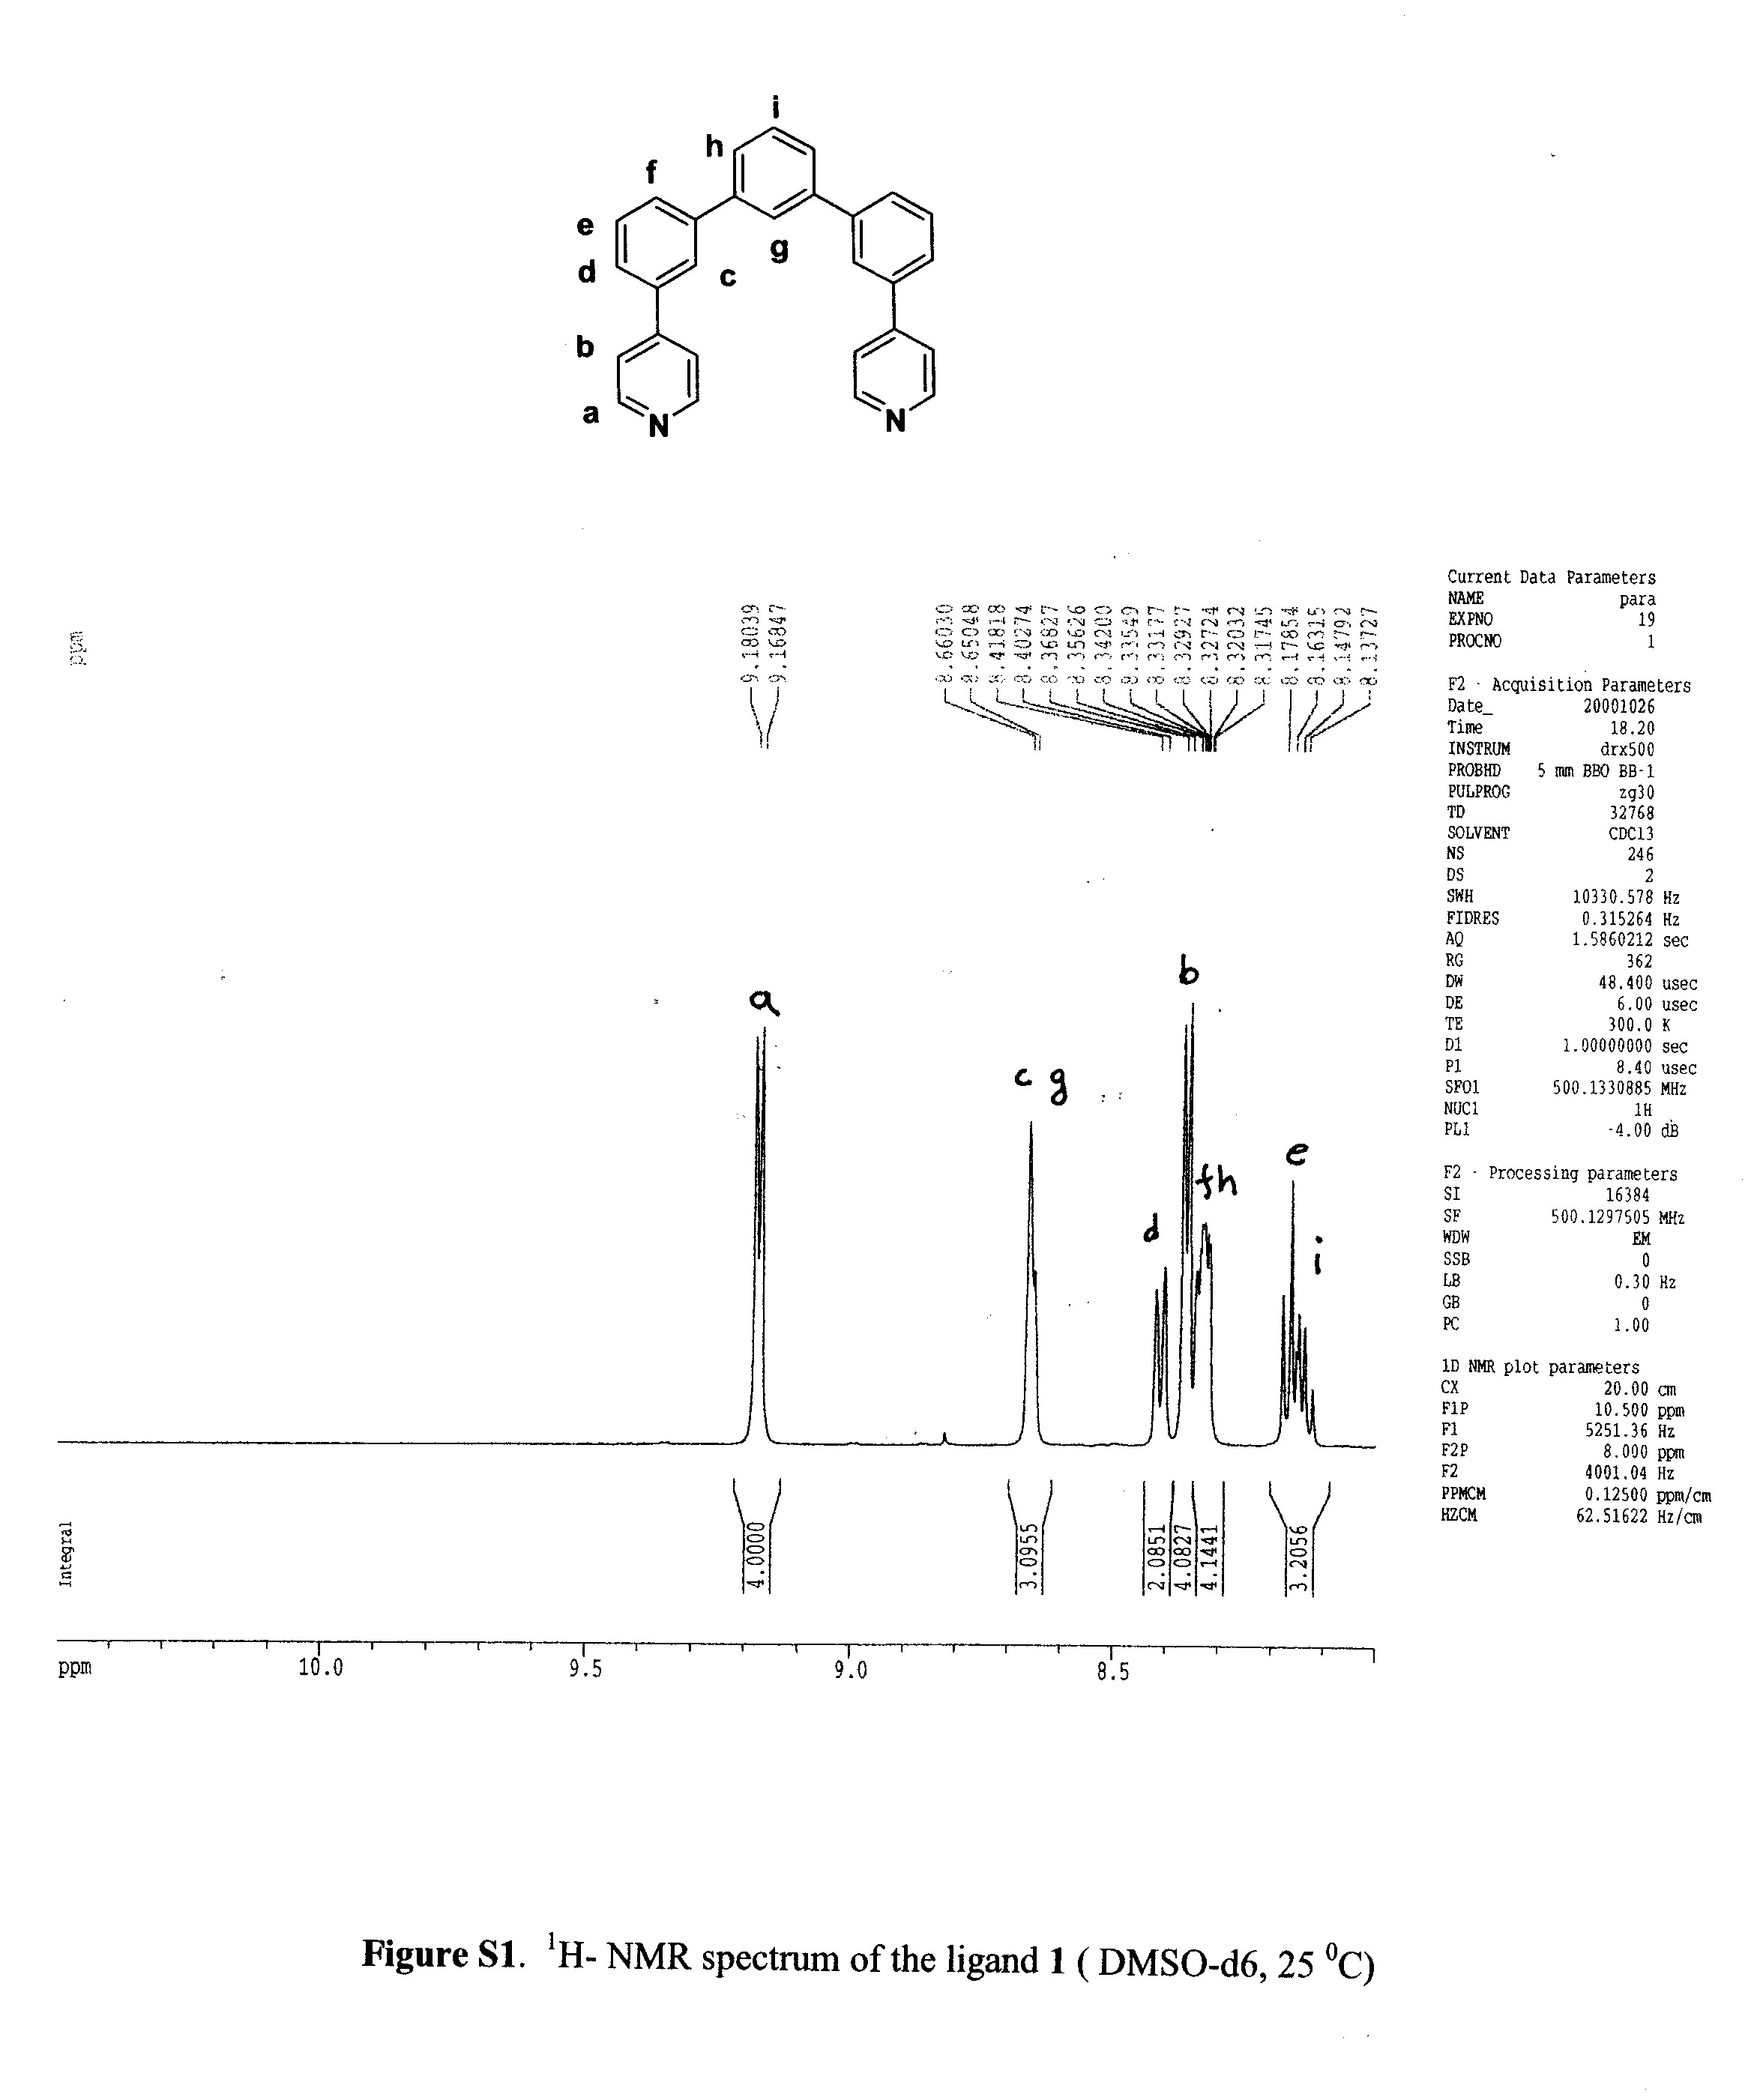 i
h
f
e
g
d
c
b
a
N
N
ppm
9.18039
9.16847
8.66030
8.65048
8.41818
8.40274
8.36827
8.35626
8.34200
8.33549
8.33177
8.32927
8.32724
8.32032
8.31745
8.17854
8.16315
8.14792
8.13727
Current Data Parameters
NAME para
EXPNO 19
PROCNO 1
F2 - Acquisition Parameters
Date_ 20001026
Time 18.20
INSTRUM drx500
PROBHD 5 mm BBO BB-1
PULPROG zg30
TD 32768
SOLVENT CDCl3
NS 246
DS 2
SWH 10330.578 Hz
FIDRES 0.315264 Hz
AQ 1.5860212 sec
RG 362
DW 48.400 usec
DE 6.00 usec
TE 300.0 K
D1 1.00000000 sec
P1 8.40 usec
SFO1 500.1330885 MHz
NUC1 1H
PL1 -4.00 dB
F2 - Processing parameters
SI 16384
SF 500.1297505 MHz
WDW EM
SSB 0
LB 0.30 Hz
GB 0
PC 1.00
1D NMR plot parameters
CX 20.00 cm
F1P 10.500 ppm
F1 5251.36 Hz
F2P 8.000 ppm
F2 4001.04 Hz
PPMCM 0.12500 ppm/cm
HZCM 62.51622 Hz/cm
a
c g
b
d
fh
e
i
Integral
4.0000
3.0955
2.0851
4.0827
4.1441
3.2056
ppm 10.0 9.5 9.0 8.5
Figure S1. ¹H- NMR spectrum of the ligand 1 ( DMSO-d6, 25 ⁰C)